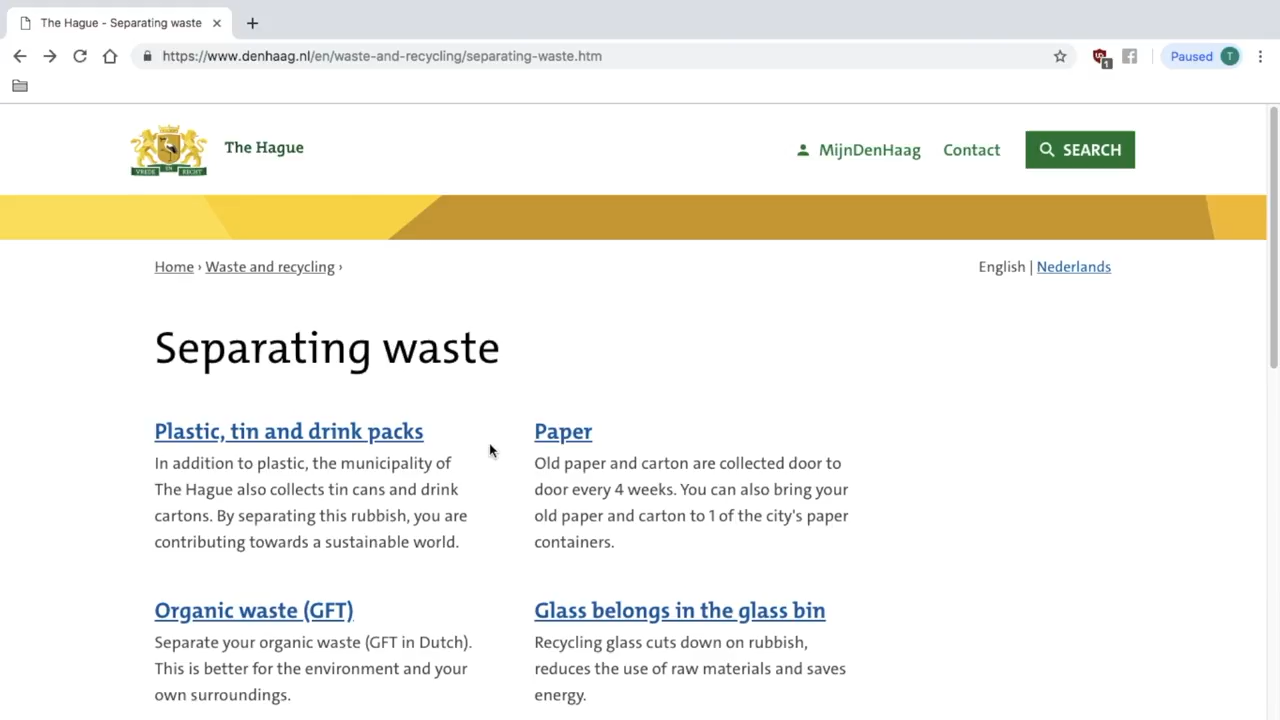 The Hague - Separating waste
https://www.denhaag.nl/en/waste-and-recycling/separating-waste.htm
1
Paused T
VREDE EN RECHT
The Hague
MijnDenHaag Contact SEARCH
Home › Waste and recycling ›
English | Nederlands
Separating waste
Plastic, tin and drink packs
In addition to plastic, the municipality of
The Hague also collects tin cans and drink
cartons. By separating this rubbish, you are
contributing towards a sustainable world.
Paper
Old paper and carton are collected door to
door every 4 weeks. You can also bring your
old paper and carton to 1 of the city's paper
containers.
Organic waste (GFT)
Separate your organic waste (GFT in Dutch).
This is better for the environment and your
own surroundings.
Glass belongs in the glass bin
Recycling glass cuts down on rubbish,
reduces the use of raw materials and saves
energy.